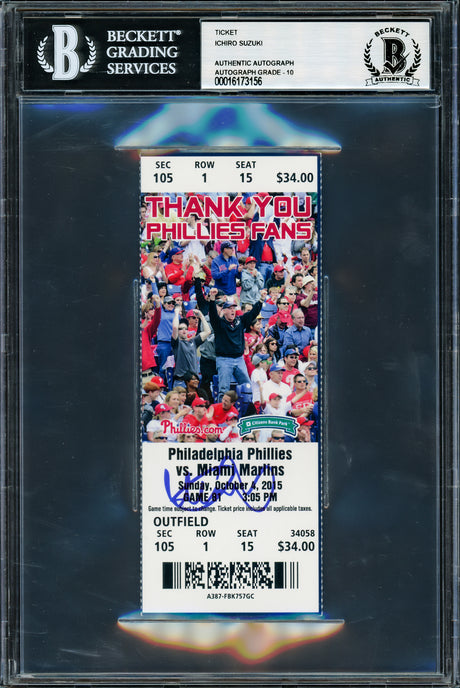 BECKETT®
GRADING
SERVICES
TICKET
ICHIRO SUZUKI
AUTHENTIC AUTOGRAPH
AUTOGRAPH GRADE - 10
00016173156
BECKETT
B
AUTHENTIC
B
SEC ROW SEAT
105 1 15 $34.00
THANK YOU
PHILLIES FANS
Phillies.com
Citizens Bank Park
Philadelphia Phillies
vs. Miami Marlins
Sunday, October 4, 2015
GAME 81 3:05 PM
Game time subject to change. Ticket price includes all applicable taxes.
OUTFIELD
SEC ROW SEAT 34058
105 1 15 $34.00
A387-FBK757GC